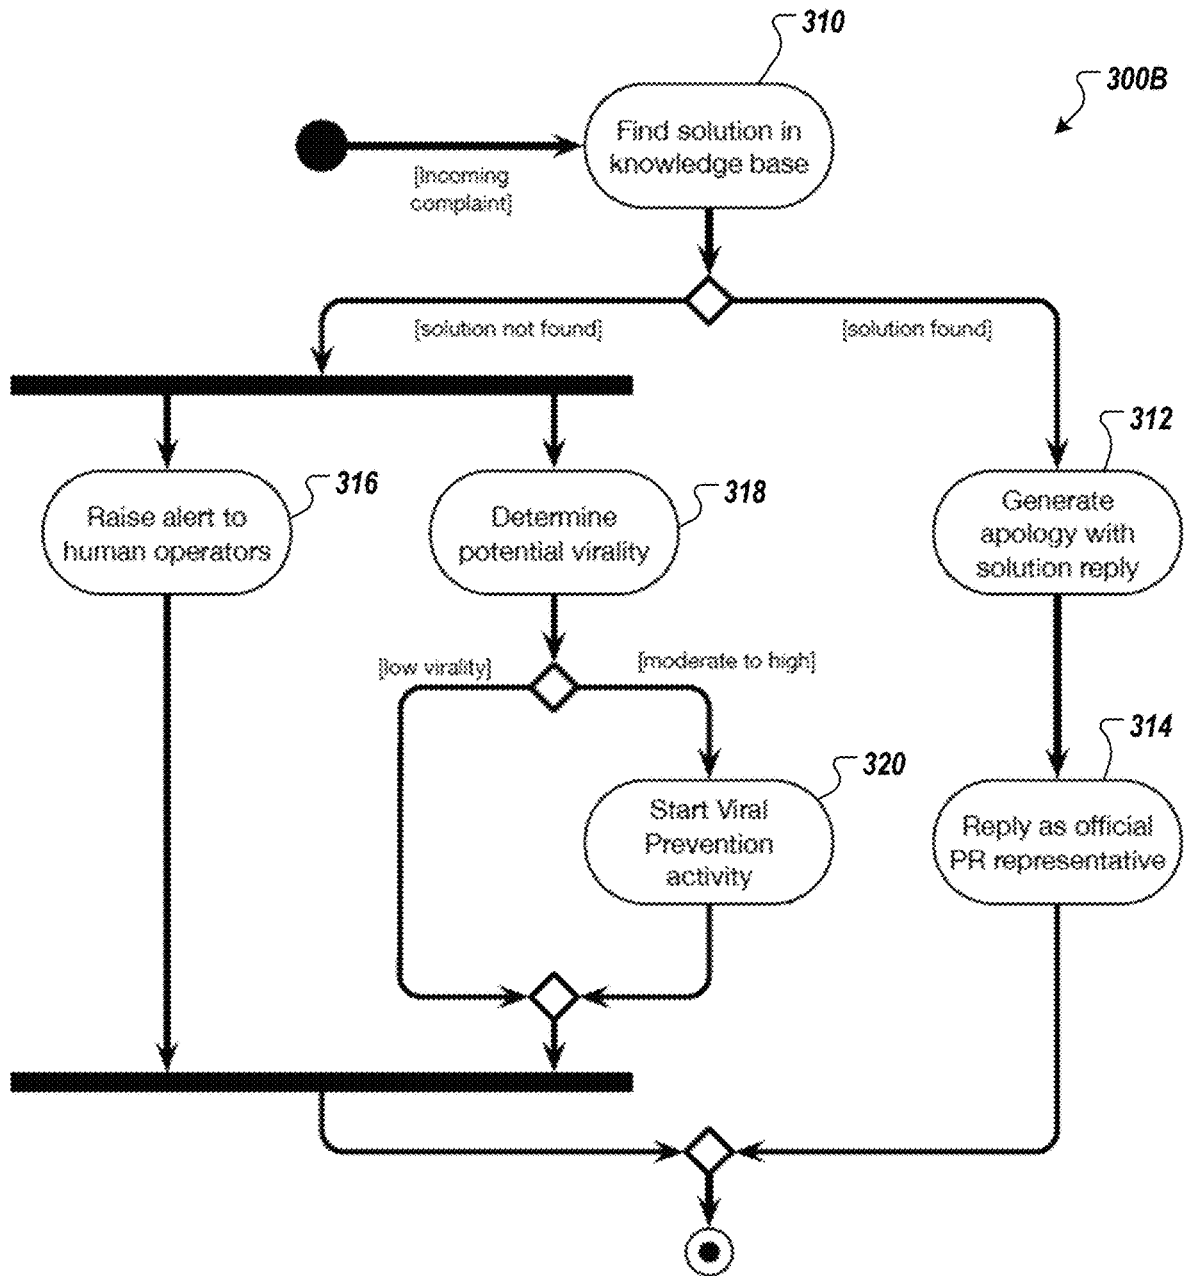 310
300B
Find solution in
knowledge base
[Incoming
complaint]
[solution not found]
[solution found]
312
316
318
Raise alert to
human operators
Determine
potential virality
Generate
apology with
solution reply
[low virality]
[moderate to high]
314
320
Start Viral
Prevention
activity
Reply as official
PR representative